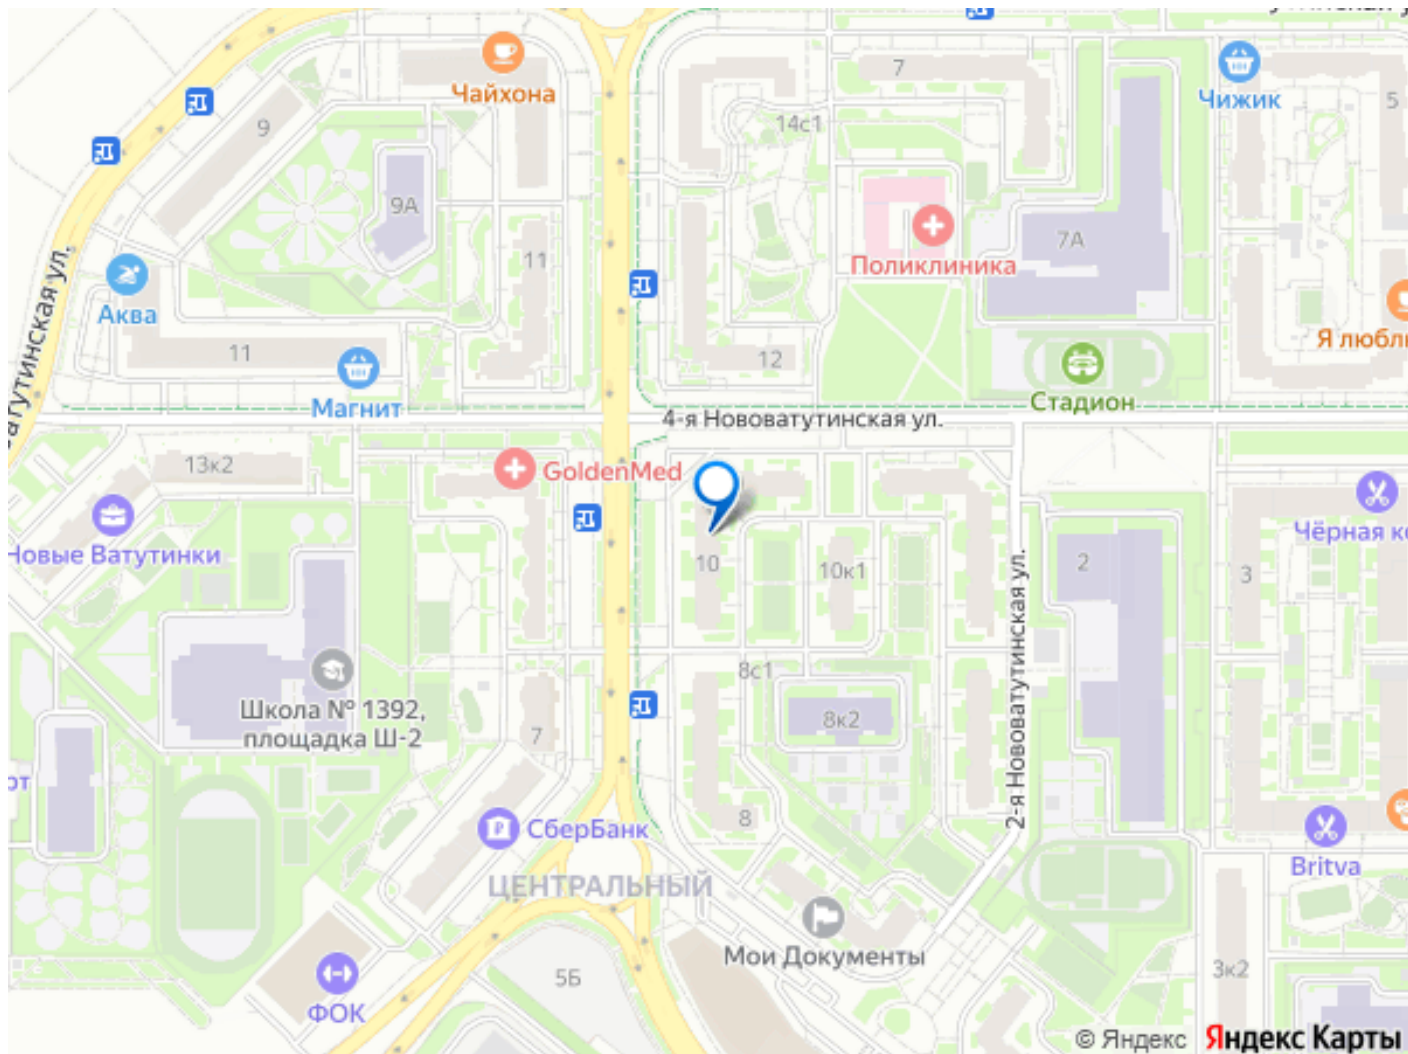 Чайхона
9
9А
11
Аква
11
Магнит
7
14с1
Чижик
5
Поликлиника
7А
12
Стадион
Я любл
4-я Нововатутинская ул.
13к2
GoldenMed
Новые Ватутинки
10
10к1
2
3
Чёрная к
2-я Нововатутинская ул.
Школа № 1392,
площадка Ш-2
7
8с1
8к2
8
от
СберБанк
ЦЕНТРАЛЬНЫЙ
Britva
Мои Документы
5Б
ФОК
3к2
© Яндекс Яндекс Карты